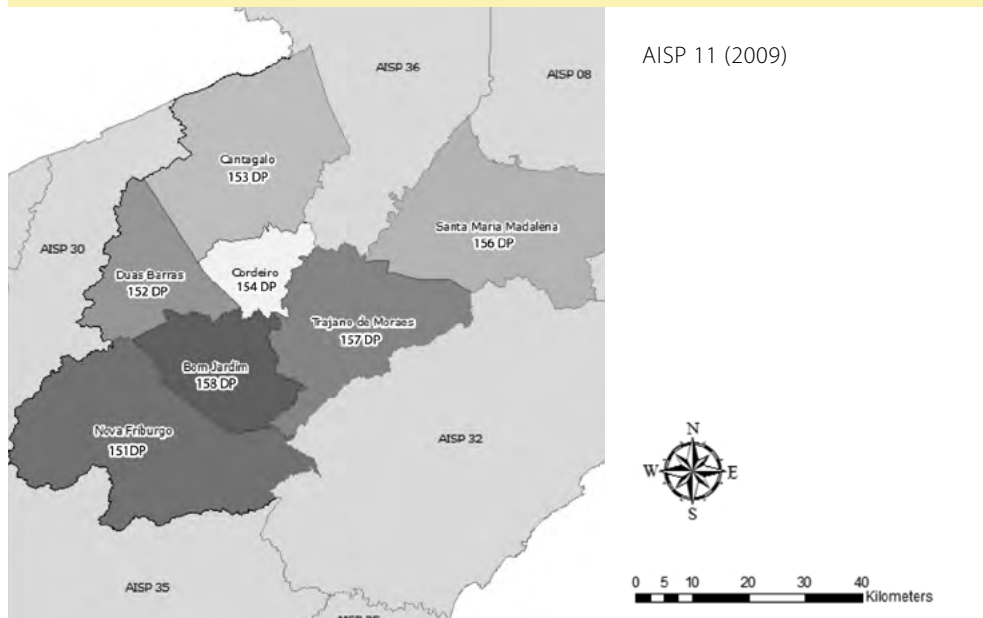 AISP 11 (2009)
AISP 36
AISP 08
Cantagalo
153 DP
Santa Maria Madalena
156 DP
AISP 30
Duas Barras
152 DP
Cordeiro
154 DP
Trajano de Moraes
157 DP
Bom Jardim
158 DP
Nova Friburgo
151DP
AISP 32
AISP 35
N
W E
S
0 5 10 20 30 40
Kilometers